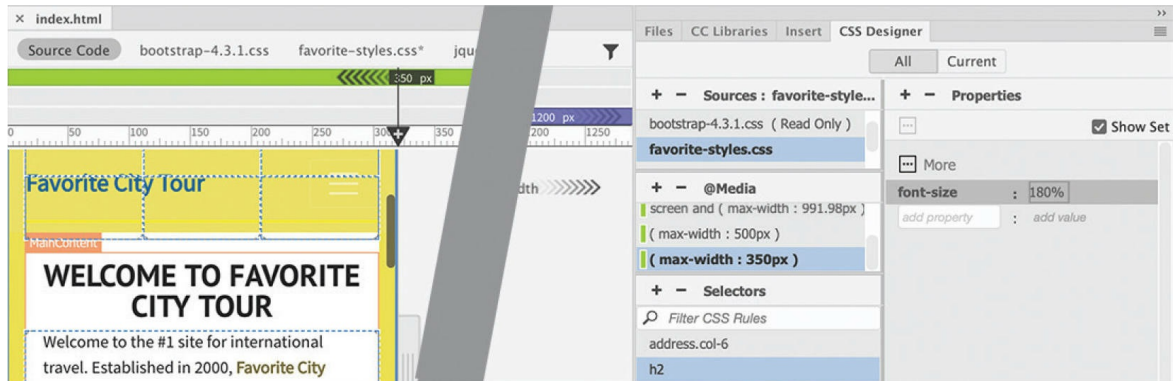 × index.html
Source Code bootstrap-4.3.1.css favorite-styles.css* jqu
350 px
1200 px
0 50 100 150 200 250 300 350 1200 1250
Favorite City Tour
dth
MainContent
WELCOME TO FAVORITE
CITY TOUR
Welcome to the #1 site for international
travel. Established in 2000, Favorite City
Files CC Libraries Insert CSS Designer
All Current
+ − Sources : favorite-style...
bootstrap-4.3.1.css ( Read Only )
favorite-styles.css
+ − @Media
screen and ( max-width : 991.98px )
( max-width : 500px )
( max-width : 350px )
+ − Selectors
Filter CSS Rules
address.col-6
h2
+ − Properties
Show Set
More
font-size : 180%
add property : add value